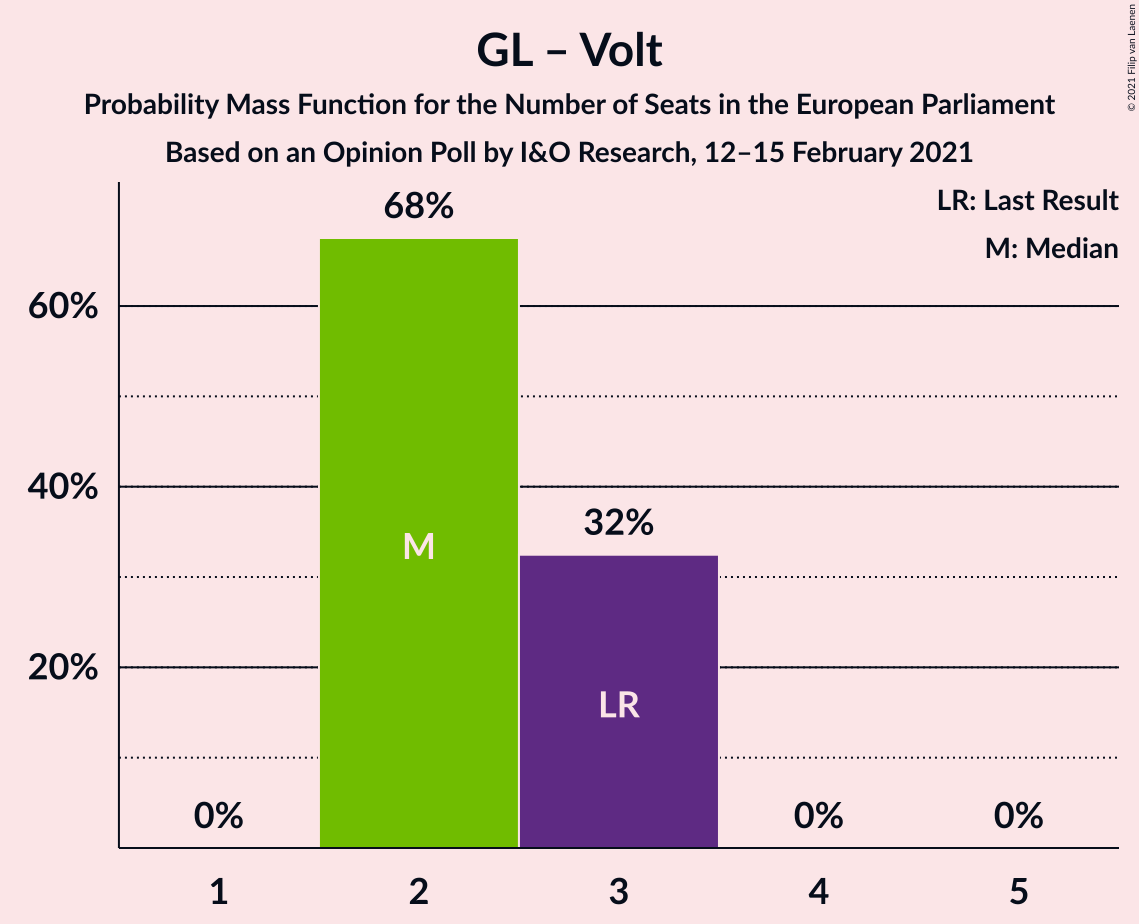 GL – Volt
Probability Mass Function for the Number of Seats in the European Parliament
Based on an Opinion Poll by I&O Research, 12–15 February 2021
© 2021 Filip van Laenen
LR: Last Result
M: Median
68%
60%
40%
32%
M
20%
LR
0%
0%
0%
1
2
3
4
5